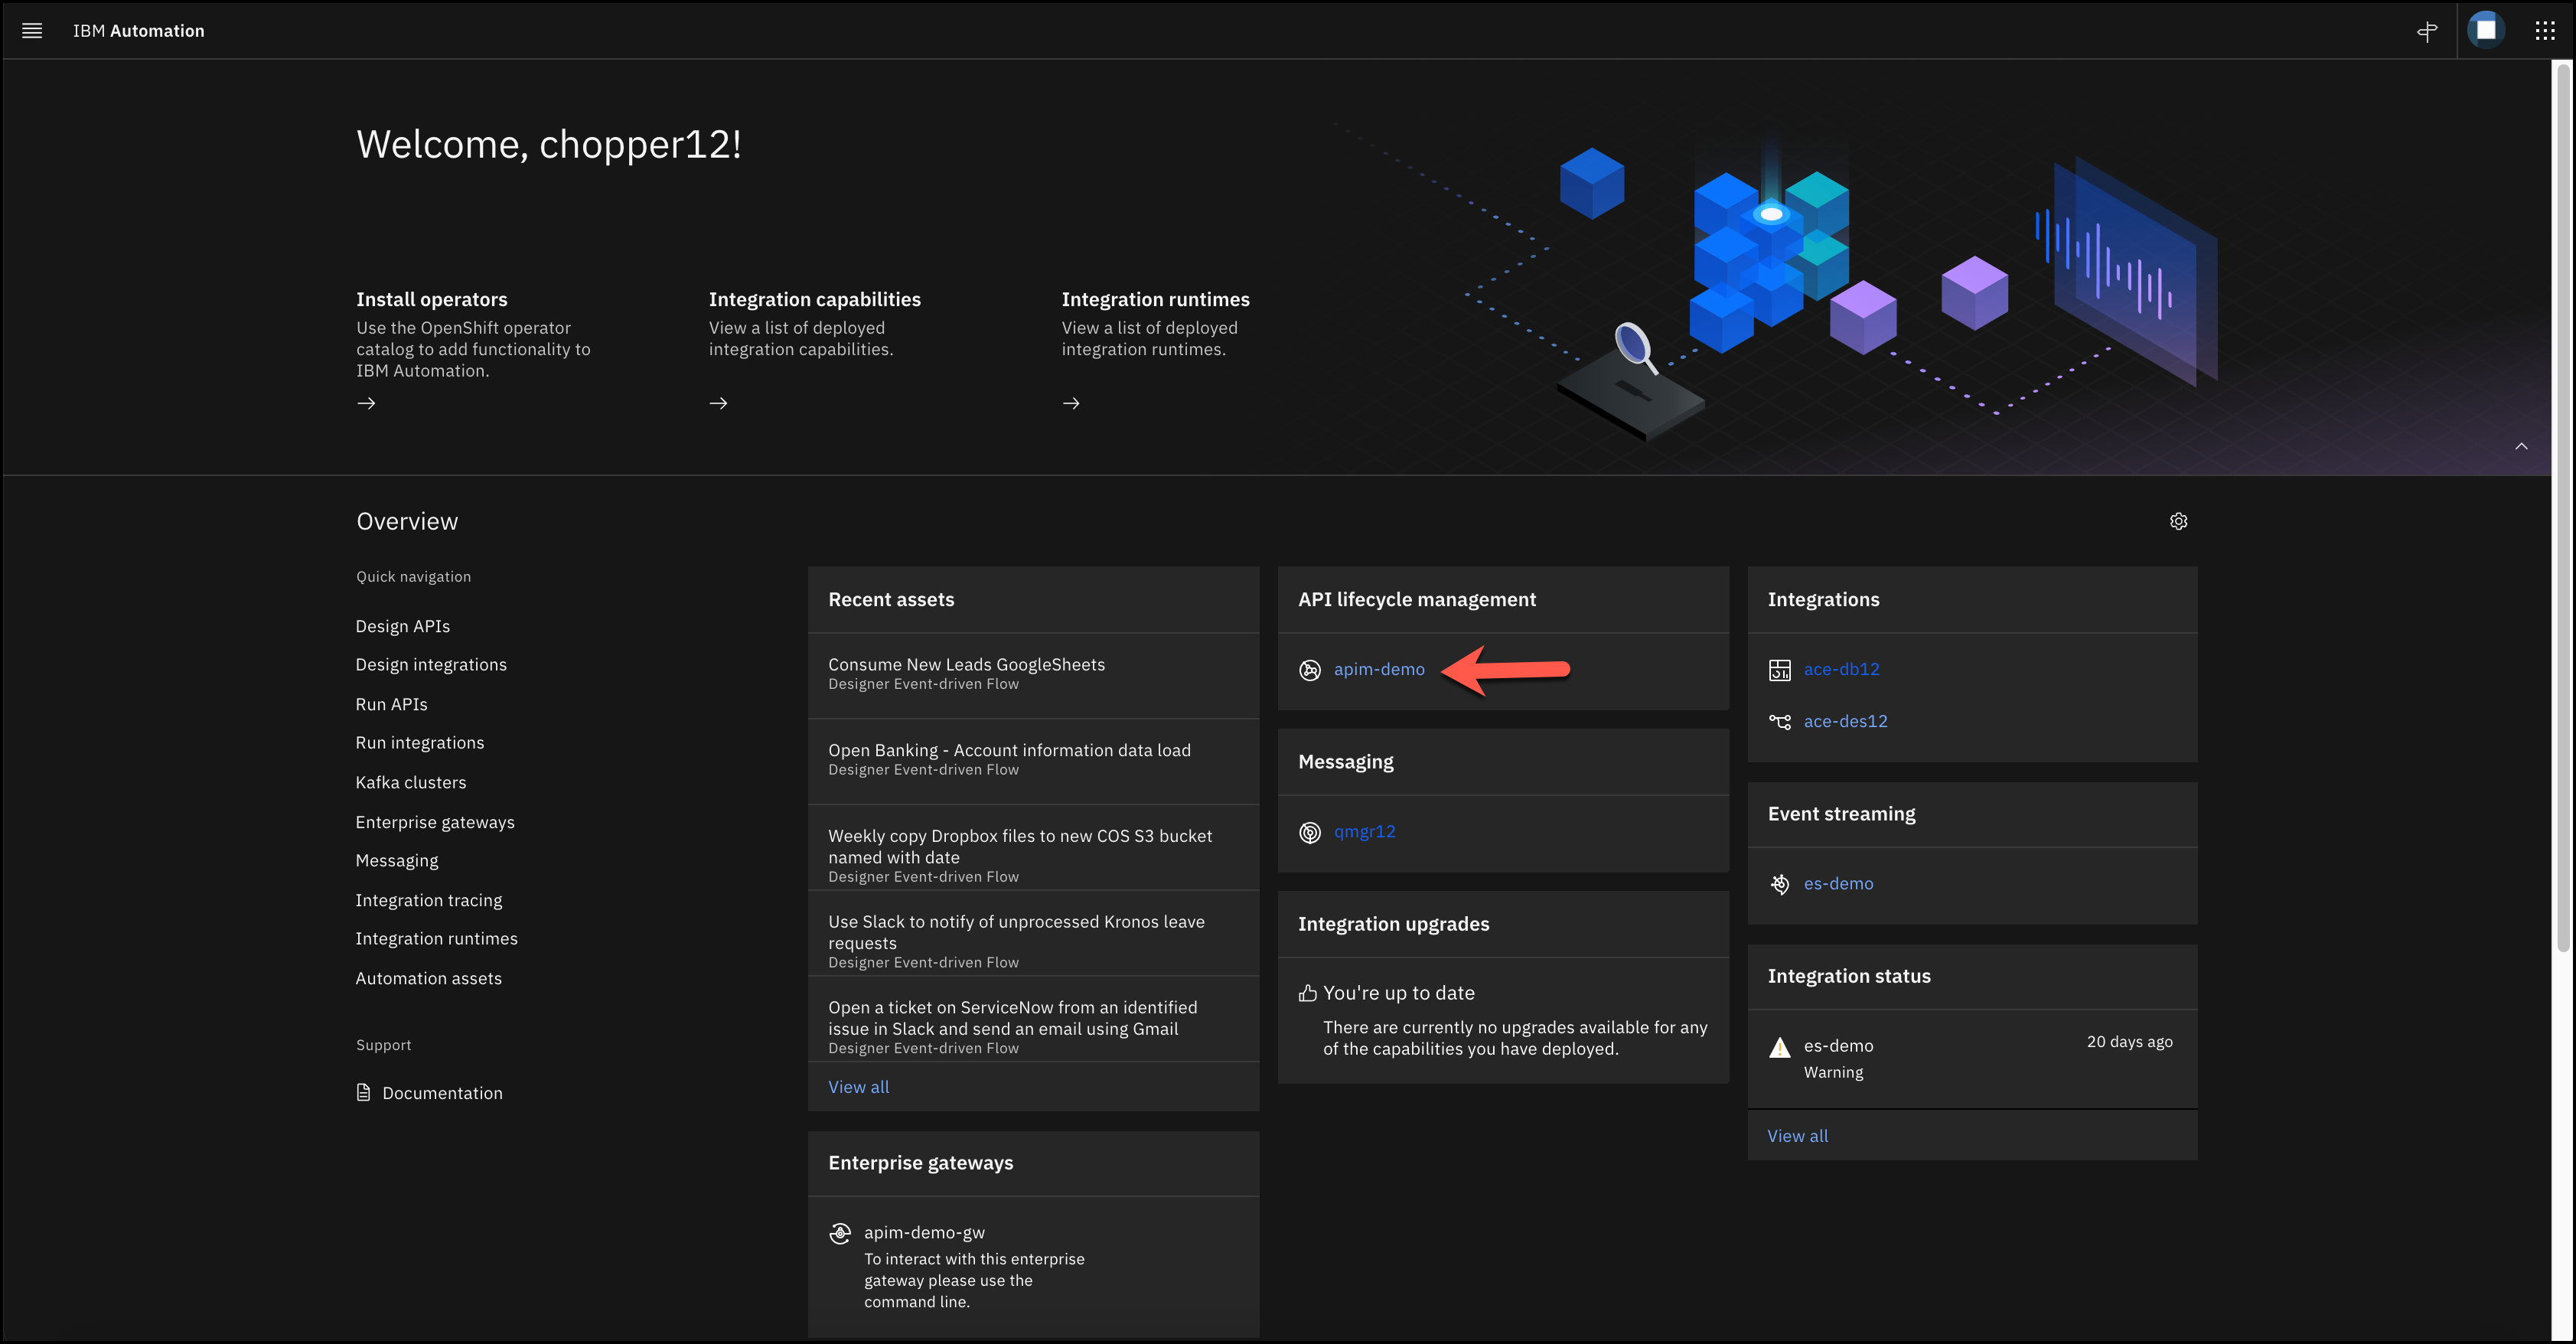 IBM Automation
Welcome, chopper12!
Install operators
Use the OpenShift operator
catalog to add functionality to
IBM Automation.
Integration capabilities
View a list of deployed
integration capabilities.
Integration runtimes
View a list of deployed
integration runtimes.
Overview
Quick navigation
Design APIs
Design integrations
Run APIs
Run integrations
Kafka clusters
Enterprise gateways
Messaging
Integration tracing
Integration runtimes
Automation assets
Support
Documentation
Recent assets
Consume New Leads GoogleSheets
Designer Event-driven Flow
Open Banking - Account information data load
Designer Event-driven Flow
Weekly copy Dropbox files to new COS S3 bucket
named with date
Designer Event-driven Flow
Use Slack to notify of unprocessed Kronos leave
requests
Designer Event-driven Flow
Open a ticket on ServiceNow from an identified
issue in Slack and send an email using Gmail
Designer Event-driven Flow
View all
Enterprise gateways
apim-demo-gw
To interact with this enterprise
gateway please use the
command line.
API lifecycle management
apim-demo
Messaging
qmgr12
Integration upgrades
You're up to date
There are currently no upgrades available for any
of the capabilities you have deployed.
Integrations
ace-db12
ace-des12
Event streaming
es-demo
Integration status
es-demo
20 days ago
Warning
View all